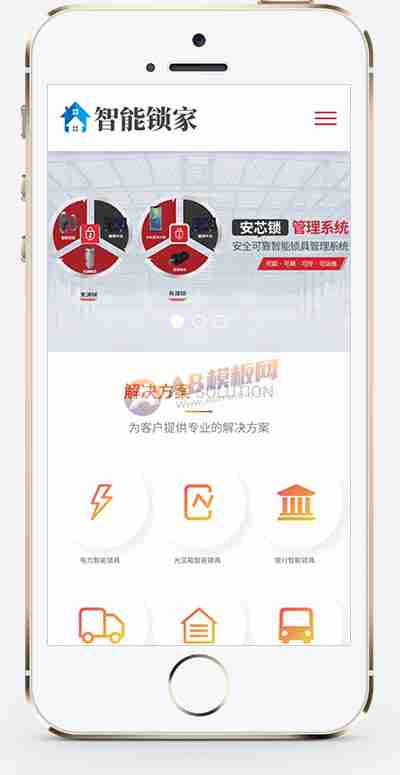 智能锁家
安芯锁 管理系统
安全可靠智能锁具管理系统
无源锁
有源锁
解决方案
SOLUTION
AB模板网
为客户提供专业的解决方案
电力智能锁具
光交箱智能锁具
银行智能锁具